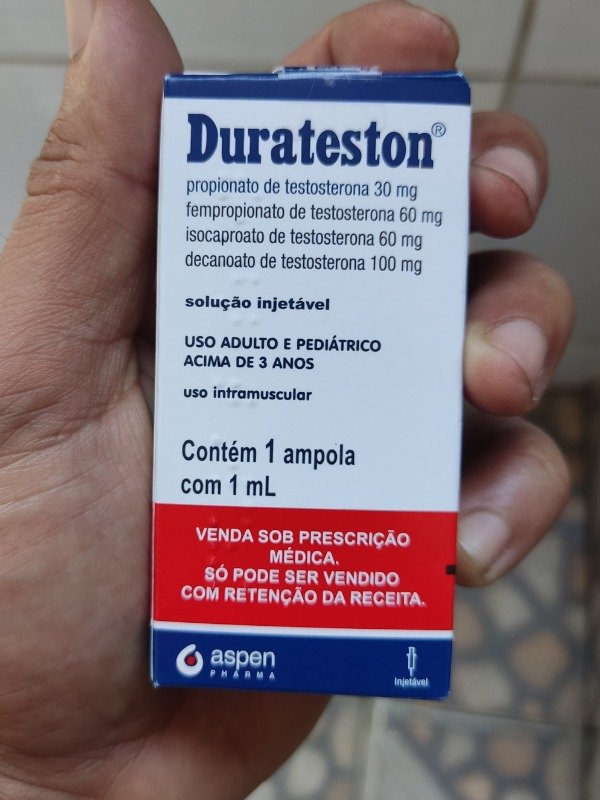 Durateston®
propionato de testosterona 30 mg
fempropionato de testosterona 60 mg
isocaproato de testosterona 60 mg
decanoato de testosterona 100 mg
solução injetável
USO ADULTO E PEDIÁTRICO
ACIMA DE 3 ANOS
uso intramuscular
Contém 1 ampola
com 1 mL
VENDA SOB PRESCRIÇÃO
MÉDICA.
SÓ PODE SER VENDIDO
COM RETENÇÃO DA RECEITA.
aspen
PHARMA
Injetável